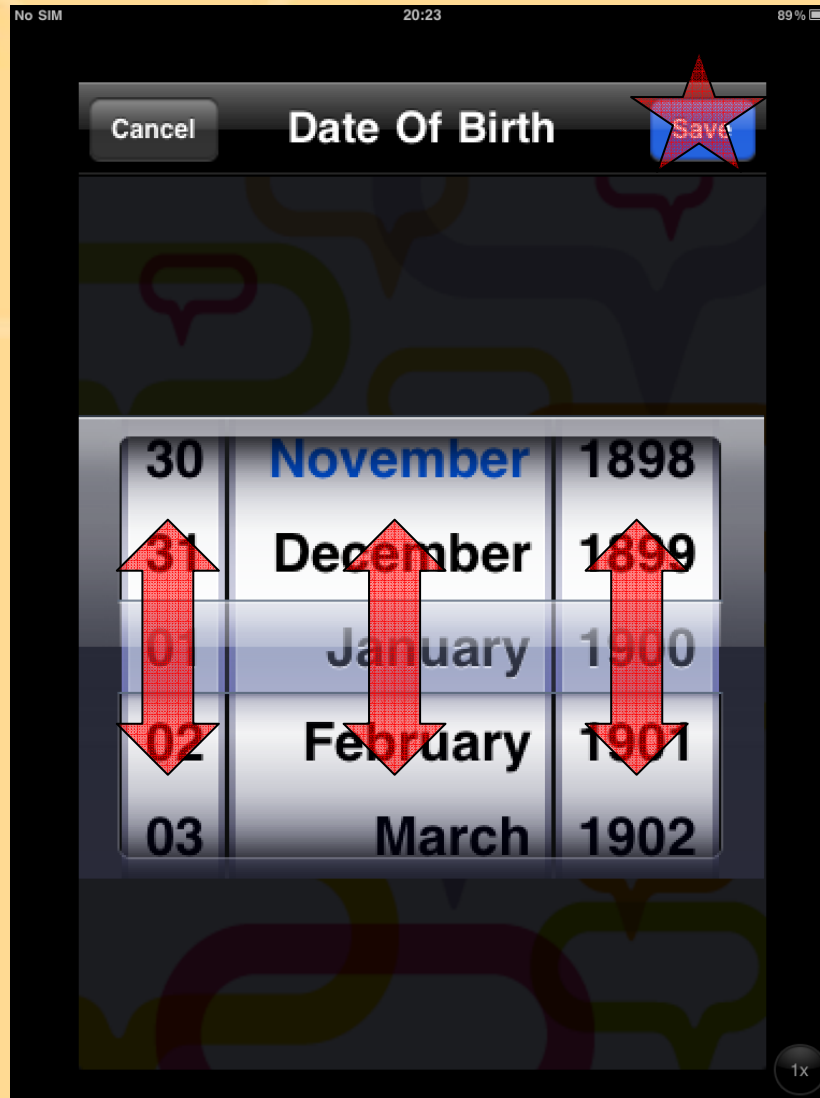 No SIM 20:23 89%
Cancel Date Of Birth Save
30 November 1898
31 December 1899
01 January 1900
02 February 1901
03 March 1902
1x